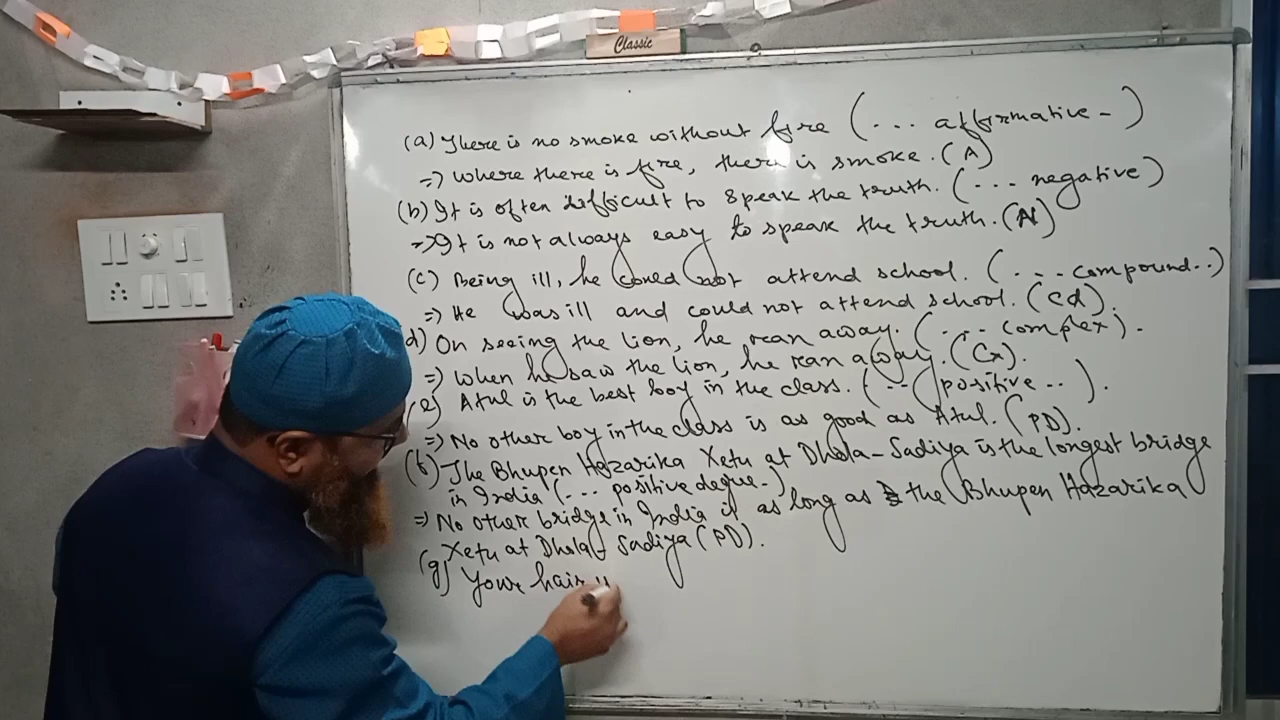 Classic
(a) There is no smoke without fire (... affirmative -)
=> Where there is fire, there is smoke. (A)
(b) It is often difficult to speak the truth. (... negative)
=> It is not always easy to speak the truth. (N)
(c) Being ill, he could not attend school. (... compound..)
=> He was ill and could not attend school. (Cd).
d) On seeing the lion, he ran away. (... complex).
=> When he saw the lion, he ran away. (Cx).
(e) Atul is the best boy in the class. (-- positive ..).
=> No other boy in the class is as good as Atul. (PD).
(f) The Bhupen Hazarika Xetu at Dhola-Sadiya is the longest bridge
in India (... positive degree-)
=> No other bridge in India is as long as the Bhupen Hazarika
Xetu at Dhola-Sadiya (PD).
(g) Your hair